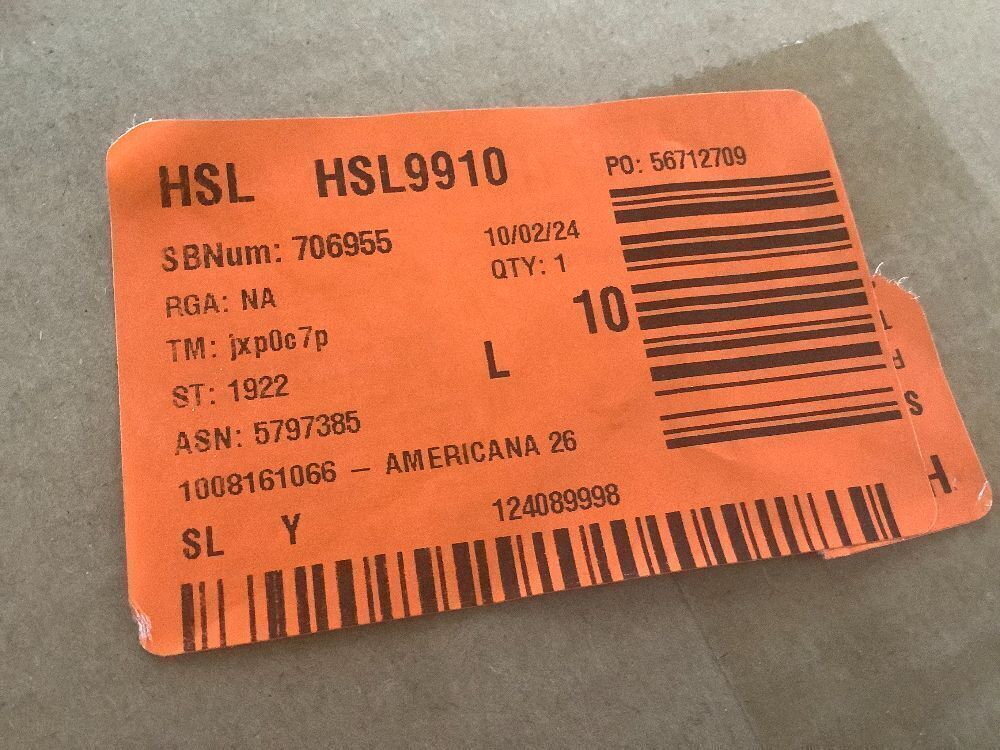 HSL HSL9910
PO: 56712709
SBNum: 706955
10/02/24
RGA: NA
QTY: 1
10
TM: jxp0c7p
L
ST: 1922
ASN: 5797385
1008161066 – AMERICANA 26
124089998
SL Y
S
H